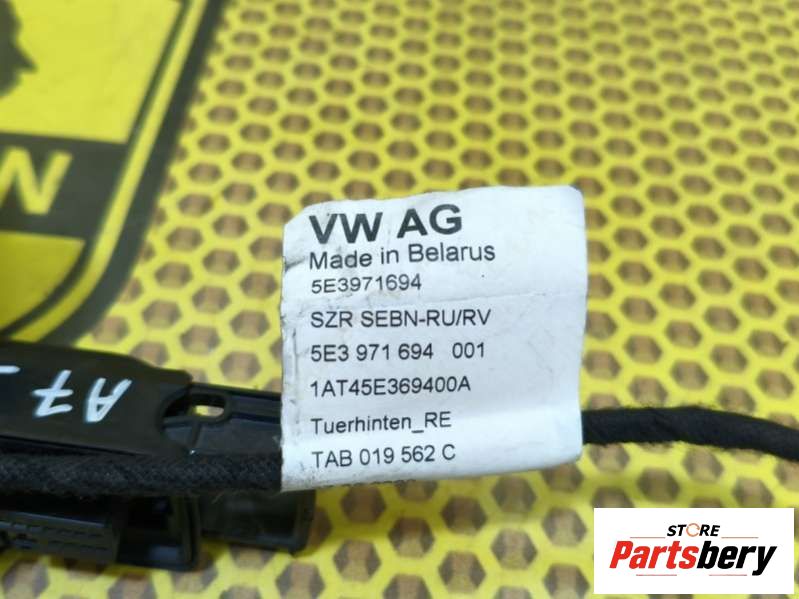 N
VW AG
Made in Belarus
5E3971694
SZR SEBN-RU/RV
5E3 971 694 001
1AT45E369400A
Tuerhinten_RE
TAB 019 562 C
A7
STORE
Partsbery